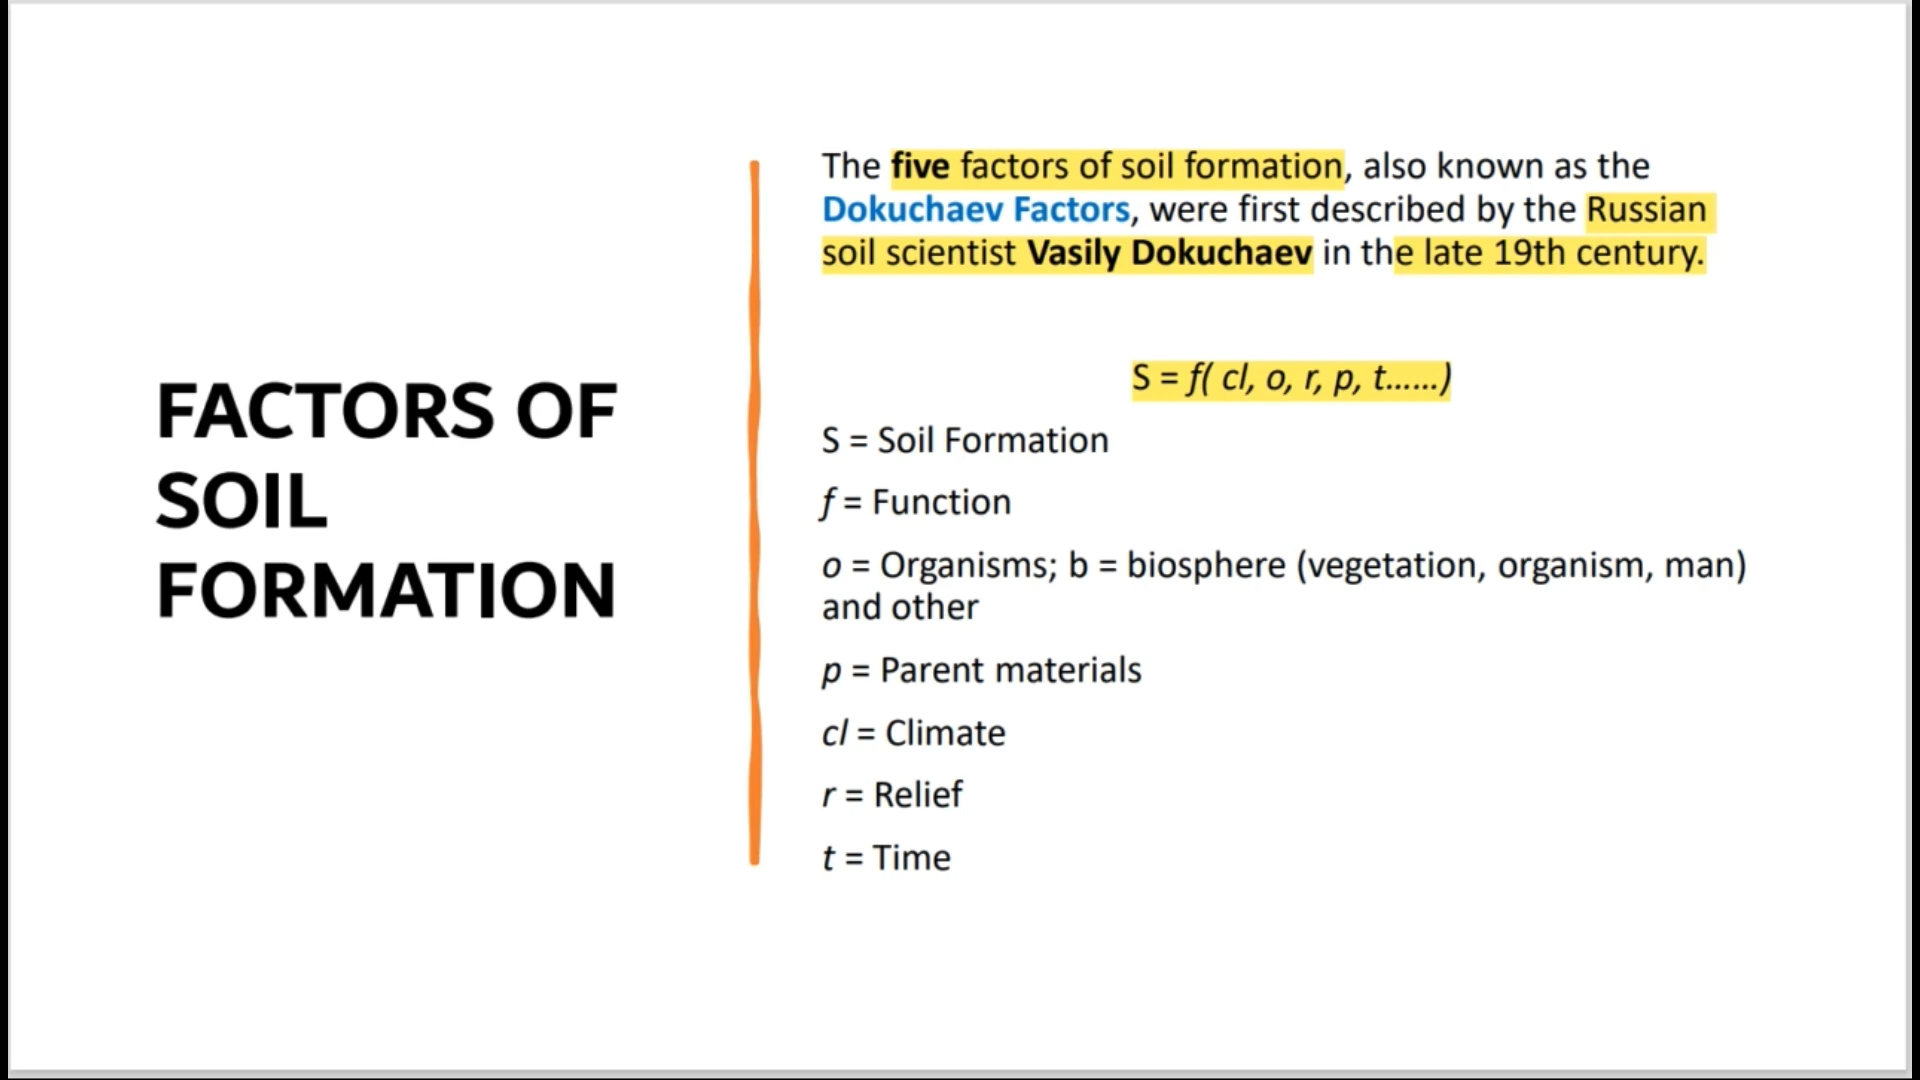 FACTORS OF
SOIL
FORMATION
The five factors of soil formation, also known as the
Dokuchaev Factors, were first described by the Russian
soil scientist Vasily Dokuchaev in the late 19th century.
S = f( cl, o, r, p, t......)
S = Soil Formation
f = Function
o = Organisms; b = biosphere (vegetation, organism, man)
and other
p = Parent materials
cl = Climate
r = Relief
t = Time